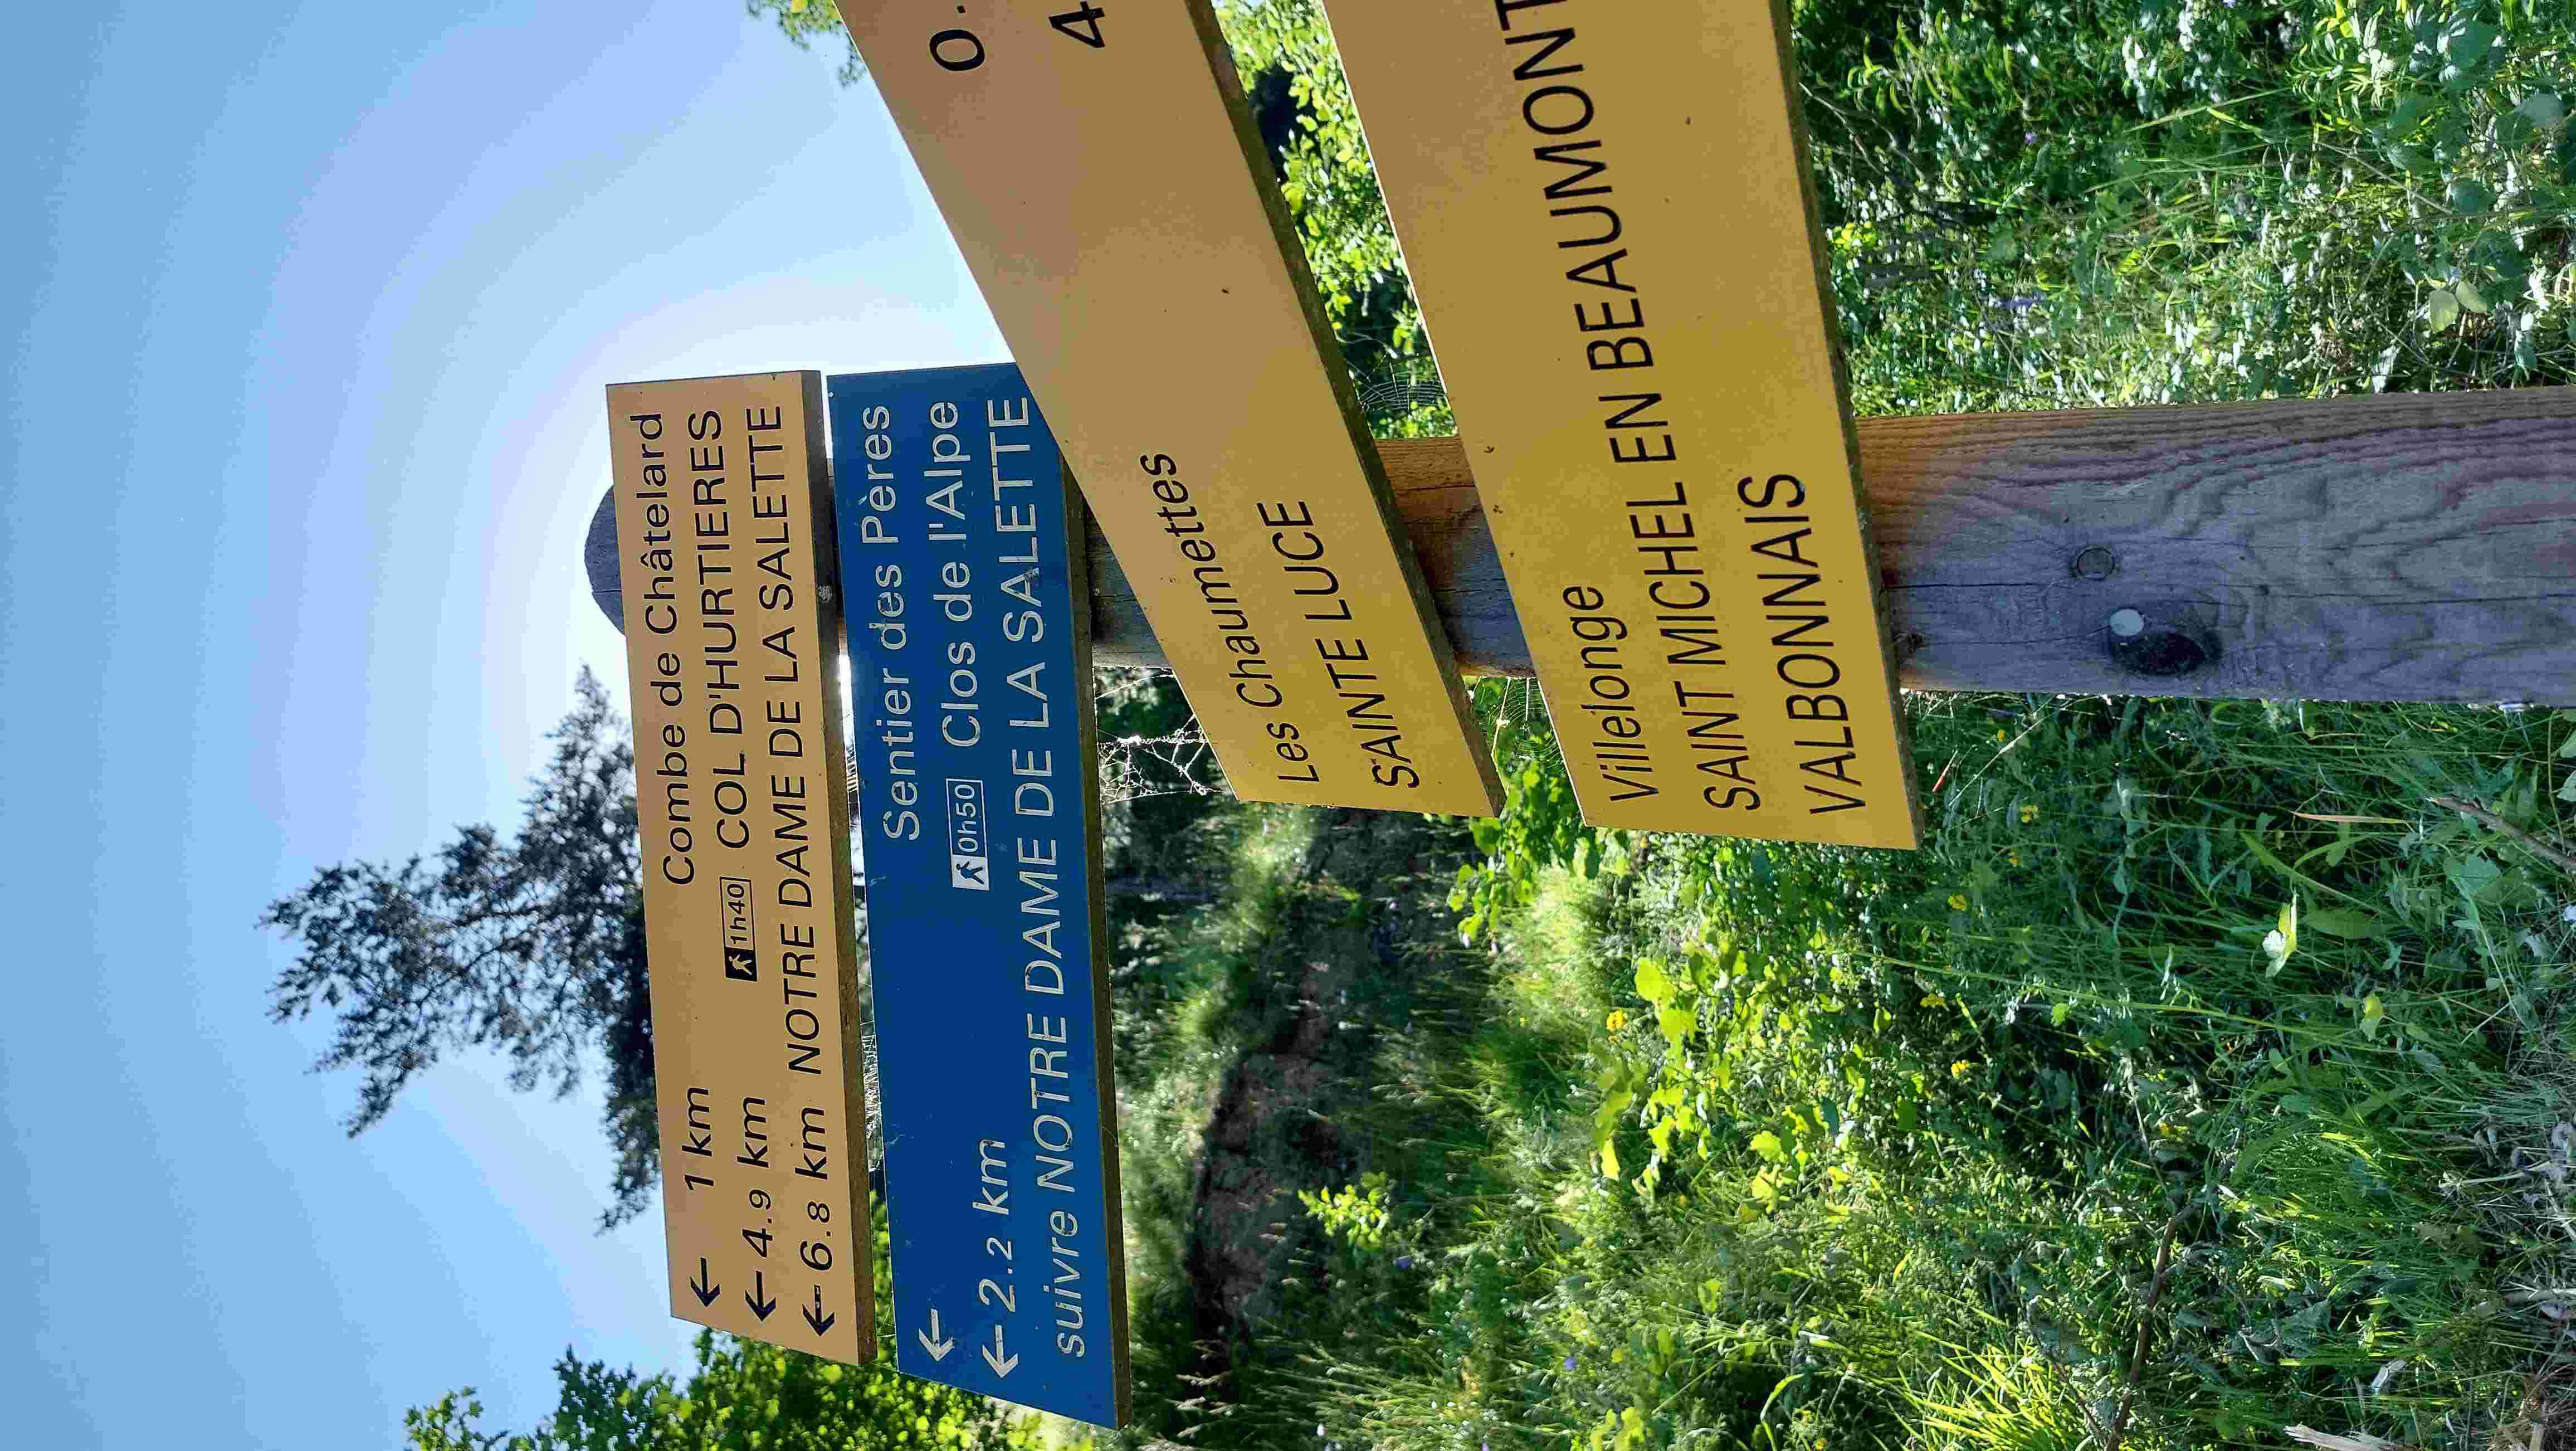 ← 1 km Combe de Châtelard
← 4.9 km 1h40 COL D'HURTIERES
← 6.8 km NOTRE DAME DE LA SALETTE
← Sentier des Pères
← 2.2 km 0h50 Clos de l'Alpe
suivre NOTRE DAME DE LA SALETTE
Les Chaumettes 0.
SAINTE LUCE 4
Villelonge
SAINT MICHEL EN BEAUMONT
VALBONNAIS